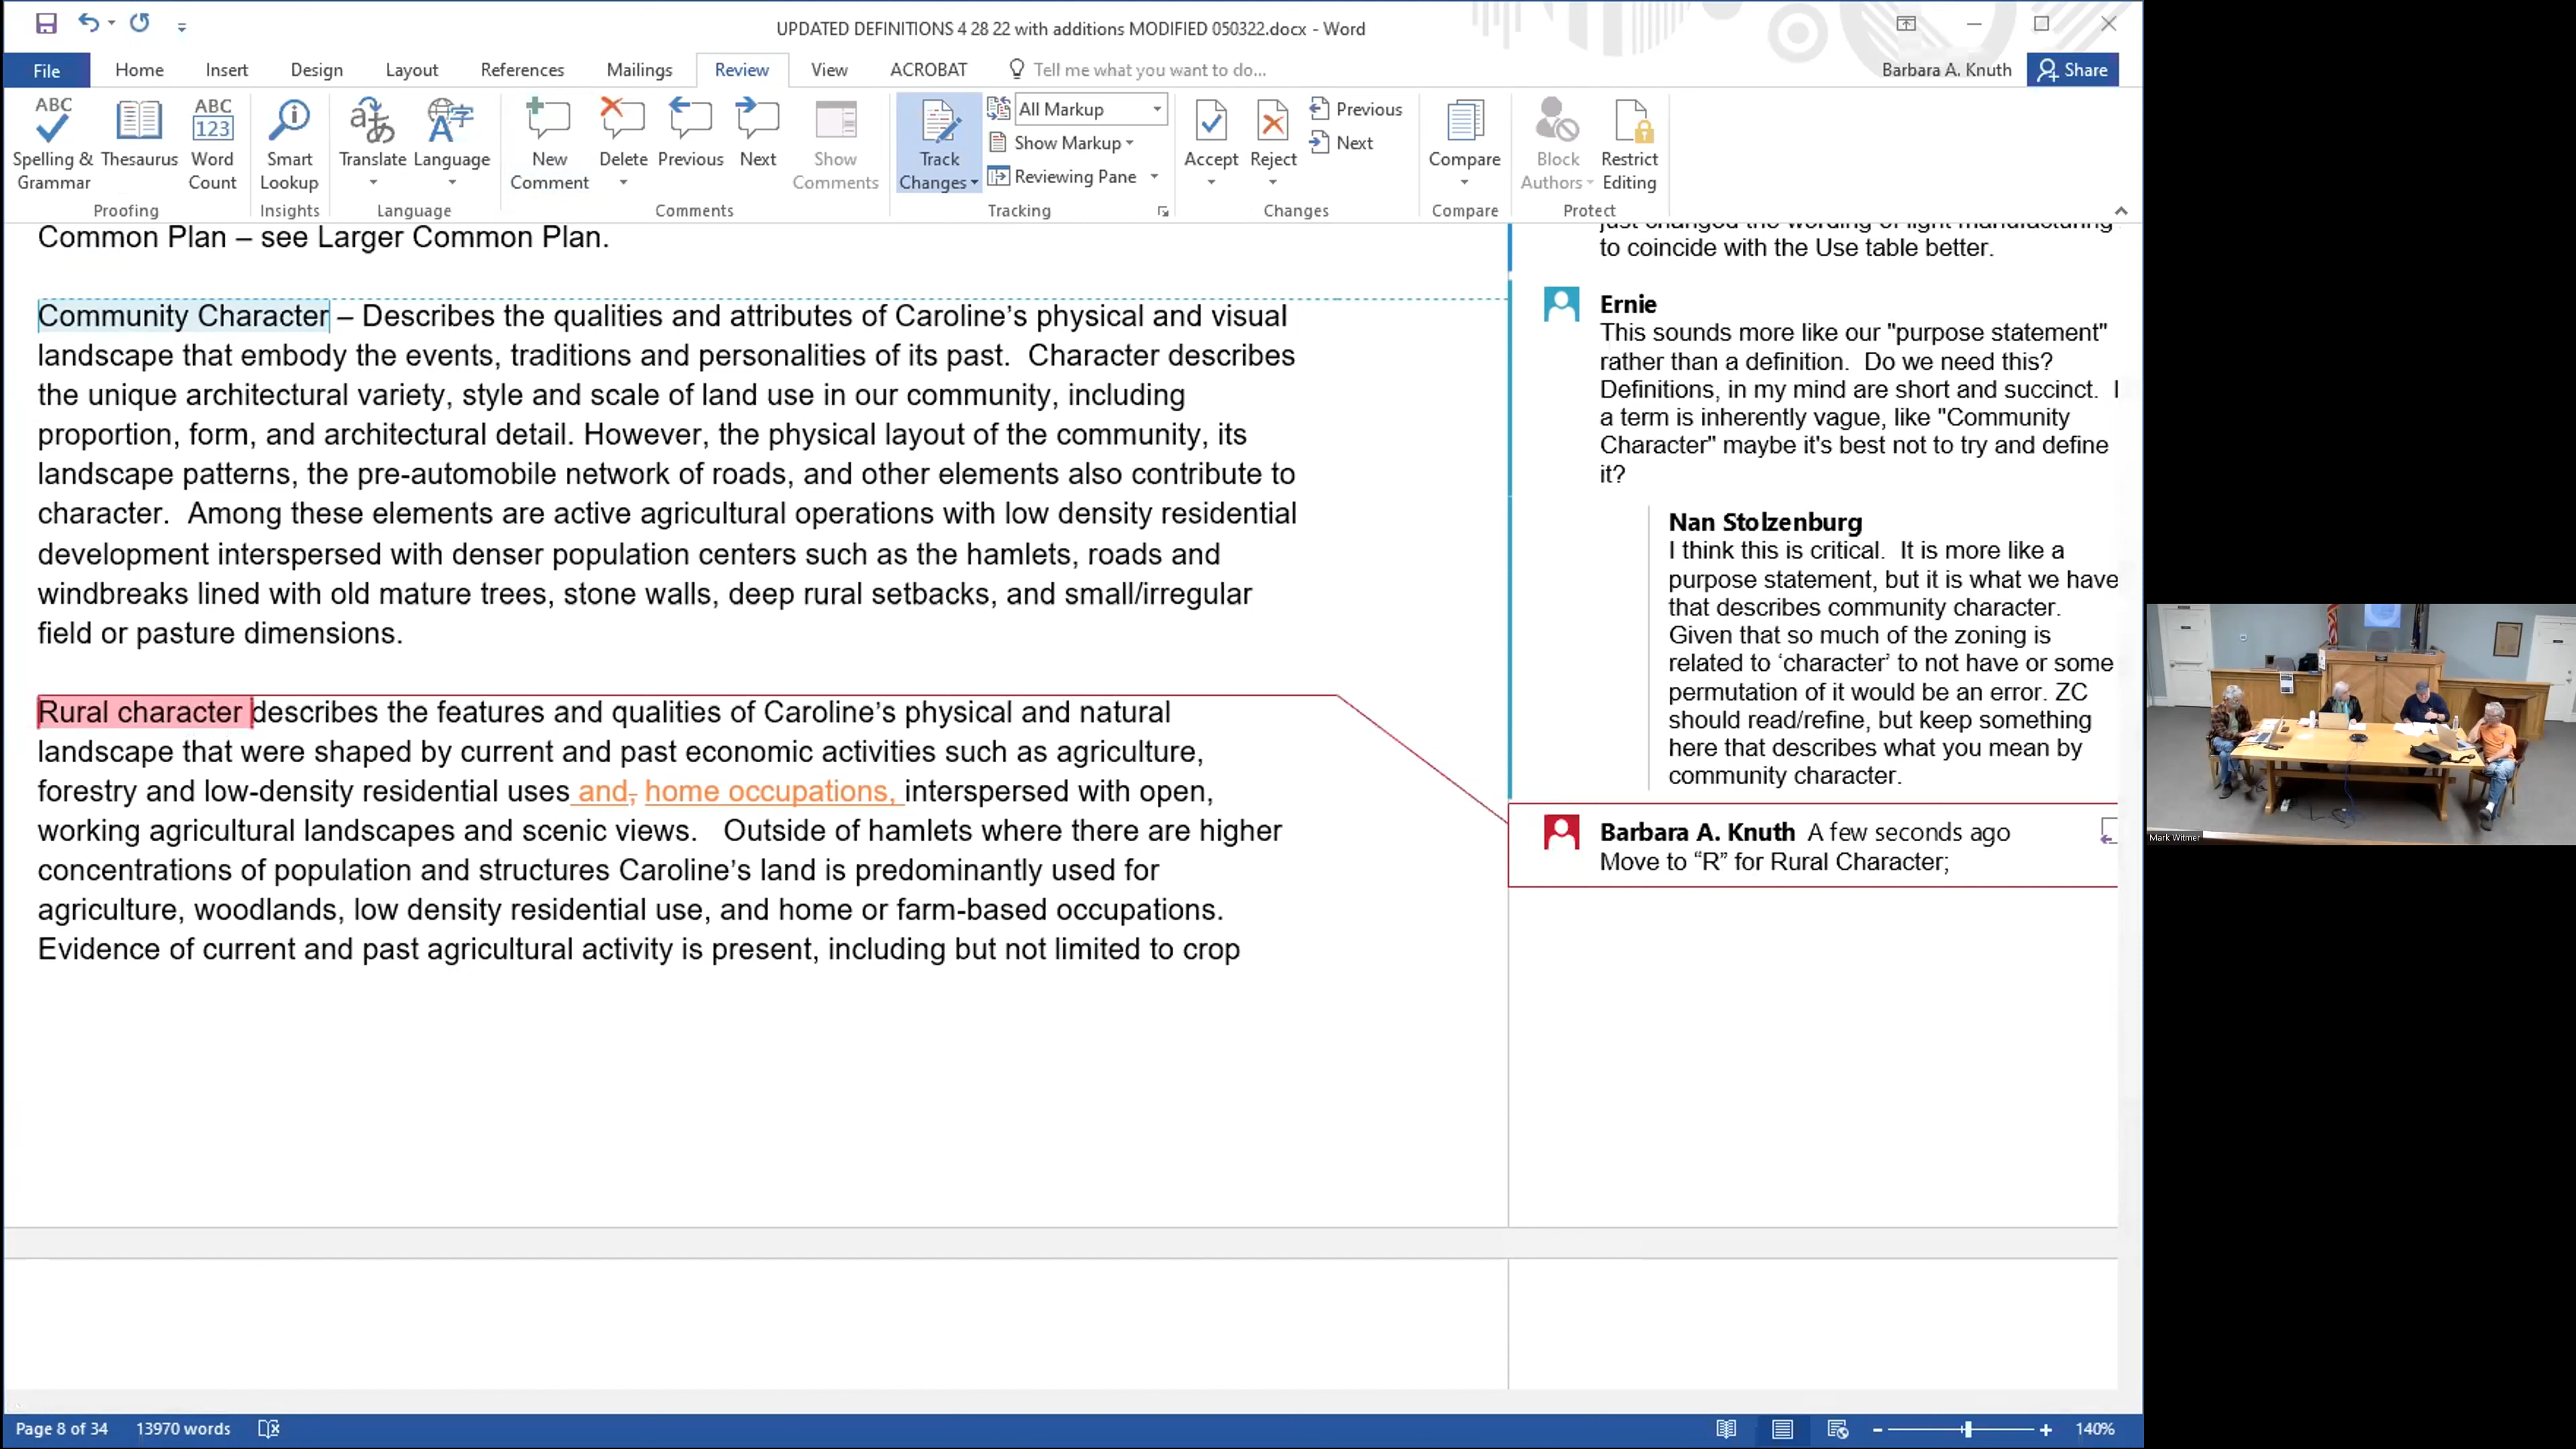 UPDATED DEFINITIONS 4 28 22 with additions MODIFIED 050322.docx - Word
File Home Insert Design Layout References Mailings Review View ACROBAT Tell me what you want to do... Barbara A. Knuth Share
ABC Spelling & Grammar
Thesaurus
ABC 123 Word Count
Smart Lookup
Translate
Language
New Comment
Delete
Previous
Next
Show Comments
Track Changes
All Markup
Show Markup
Reviewing Pane
Accept
Reject
Previous
Next
Compare
Block Authors
Restrict Editing
Proofing Insights Language Comments Tracking Changes Compare Protect
Common Plan – see Larger Common Plan.
Community Character – Describes the qualities and attributes of Caroline’s physical and visual
landscape that embody the events, traditions and personalities of its past.  Character describes
the unique architectural variety, style and scale of land use in our community, including
proportion, form, and architectural detail. However, the physical layout of the community, its
landscape patterns, the pre-automobile network of roads, and other elements also contribute to
character.  Among these elements are active agricultural operations with low density residential
development interspersed with denser population centers such as the hamlets, roads and
windbreaks lined with old mature trees, stone walls, deep rural setbacks, and small/irregular
field or pasture dimensions.
Rural character describes the features and qualities of Caroline’s physical and natural
landscape that were shaped by current and past economic activities such as agriculture,
forestry and low-density residential uses and, home occupations, interspersed with open,
working agricultural landscapes and scenic views.   Outside of hamlets where there are higher
concentrations of population and structures Caroline’s land is predominantly used for
agriculture, woodlands, low density residential use, and home or farm-based occupations.
Evidence of current and past agricultural activity is present, including but not limited to crop
just changed the wording of light manufacturing
to coincide with the Use table better.
Ernie
This sounds more like our "purpose statement"
rather than a definition.  Do we need this?
Definitions, in my mind are short and succinct.
a term is inherently vague, like "Community
Character" maybe it's best not to try and define
it?
Nan Stolzenburg
I think this is critical.  It is more like a
purpose statement, but it is what we have
that describes community character.
Given that so much of the zoning is
related to ‘character’ to not have or some
permutation of it would be an error. ZC
should read/refine, but keep something
here that describes what you mean by
community character.
Barbara A. Knuth A few seconds ago
Move to “R” for Rural Character;
Mark Witmer
Page 8 of 34 13970 words 140%